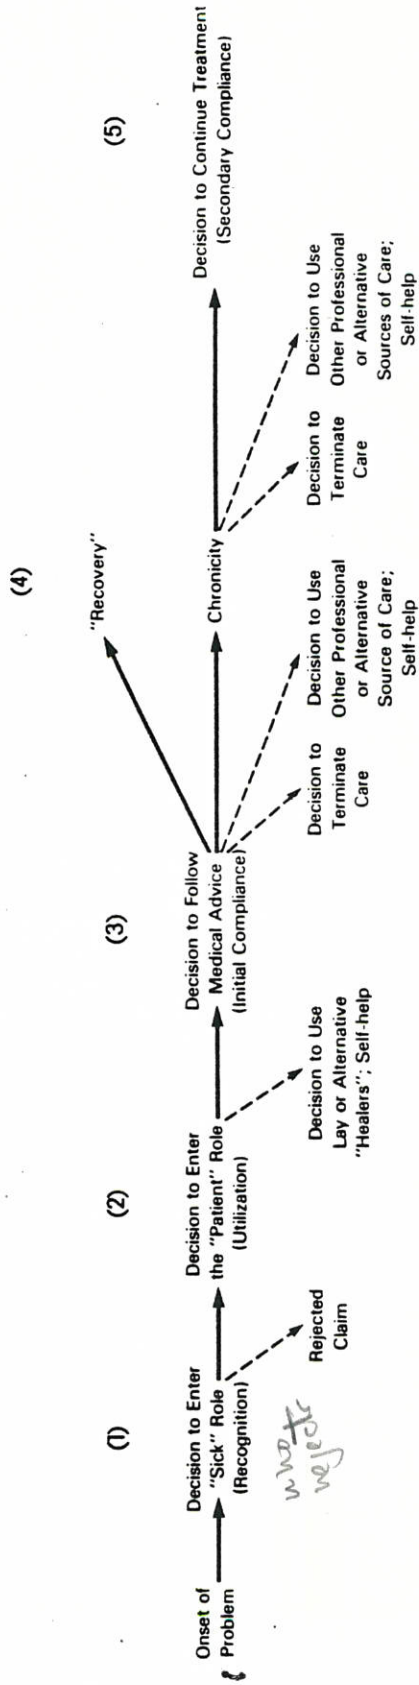 (1)
(2)
(3)
(4)
(5)
Onset of
Problem
Decision to Enter
"Sick" Role
(Recognition)
Rejected
Claim
Decision to Enter
the "Patient" Role
(Utilization)
Decision to Use
Lay or Alternative
"Healers"; Self-help
Decision to Follow
Medical Advice
(Initial Compliance)
Decision to
Terminate
Care
Decision to Use
Other Professional
or Alternative
Source of Care;
Self-help
"Recovery"
Chronicity
Decision to
Terminate
Care
Decision to Use
Other Professional
or Alternative
Sources of Care;
Self-help
Decision to Continue Treatment
(Secondary Compliance)